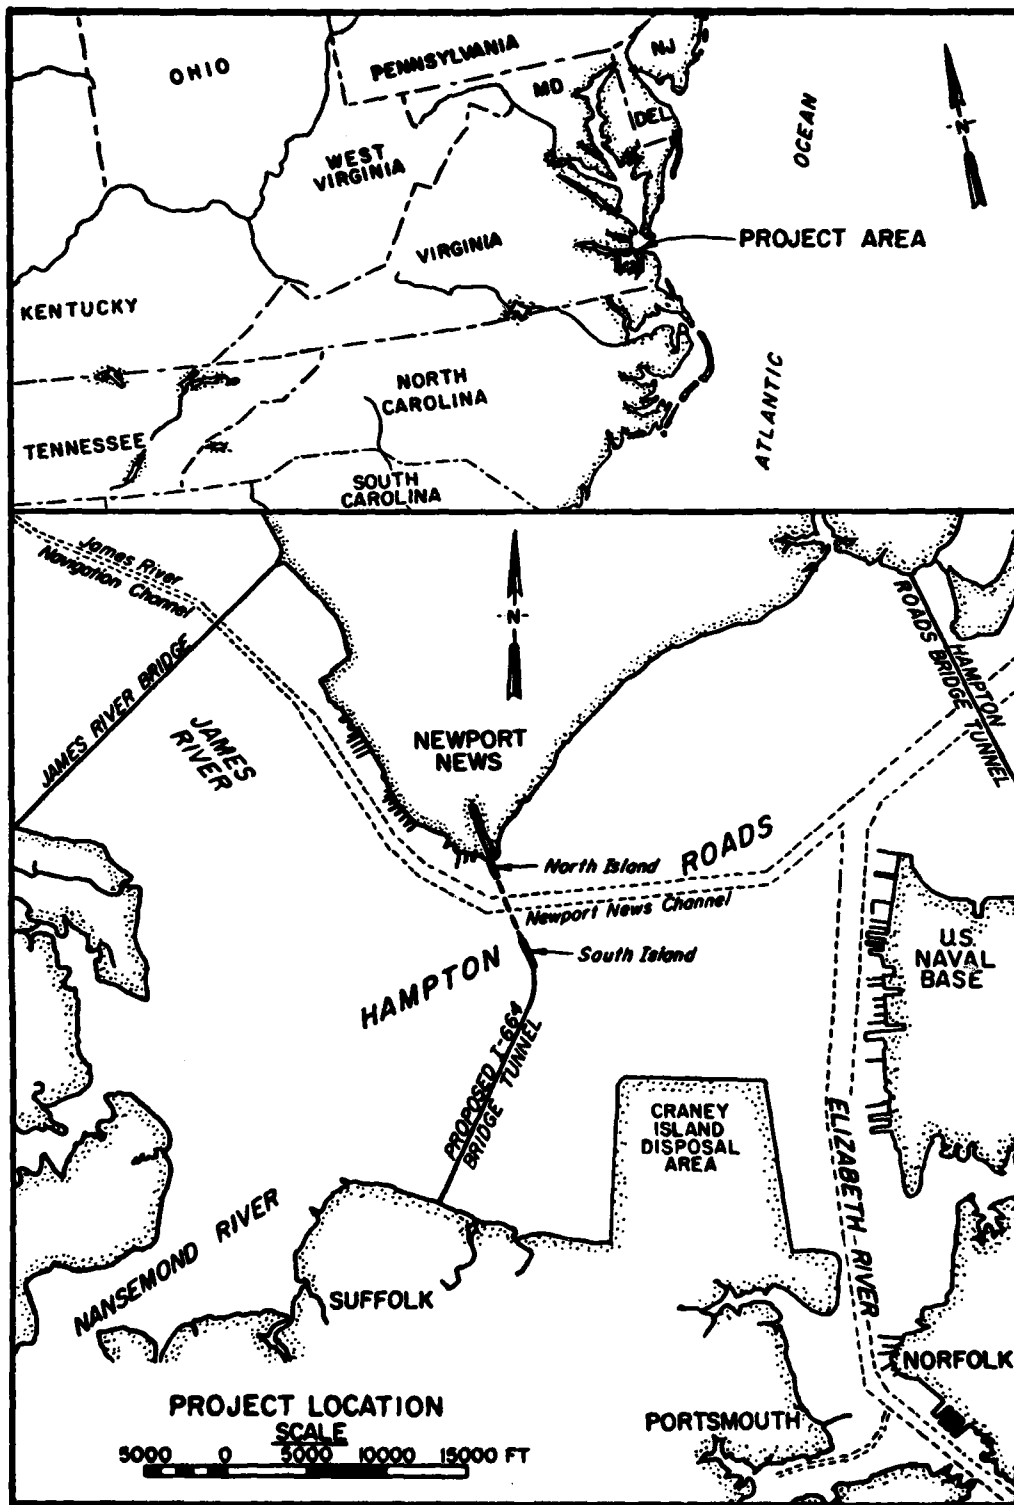 OHIO
PENNSYLVANIA
NJ
MD
DEL
OCEAN
N
WEST
VIRGINIA
VIRGINIA
PROJECT AREA
KENTUCKY
NORTH
CAROLINA
ATLANTIC
TENNESSEE
SOUTH
CAROLINA
James River
Navigation Channel
N
JAMES RIVER BRIDGE
JAMES
RIVER
HAMPTON
ROADS BRIDGE TUNNEL
NEWPORT
NEWS
North Island
HAMPTON ROADS
Newport News Channel
South Island
U.S.
NAVAL
BASE
PROPOSED I-664
BRIDGE TUNNEL
CRANEY
ISLAND
DISPOSAL
AREA
ELIZABETH-RIVER
NANSEMOND RIVER
SUFFOLK
NORFOLK
PORTSMOUTH
PROJECT LOCATION
SCALE
5000 0 5000 10000 15000 FT